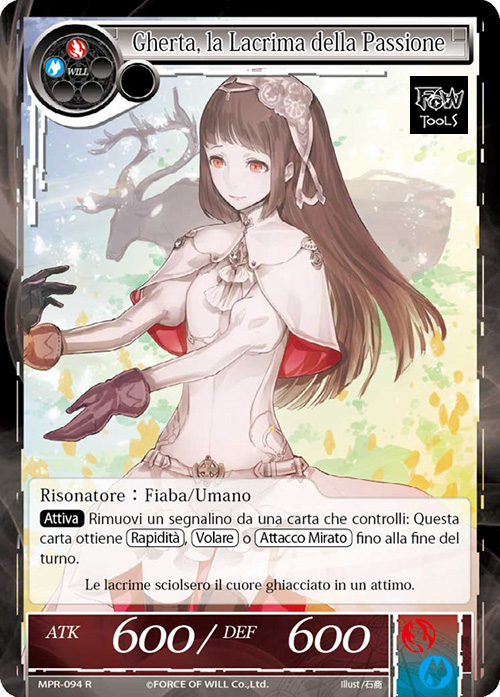 Gherta, la Lacrima della Passione
WILL
FoW
TOOLS
Risonatore : Fiaba/Umano
Attiva Rimuovi un segnalino da una carta che controlli: Questa
carta ottiene Rapidità, Volare o Attacco Mirato fino alla fine del
turno.
Le lacrime sciolsero il cuore ghiacciato in un attimo.
ATK 600 / DEF 600
MPR-094 R ©FORCE OF WILL Co.,Ltd. Illust/石商